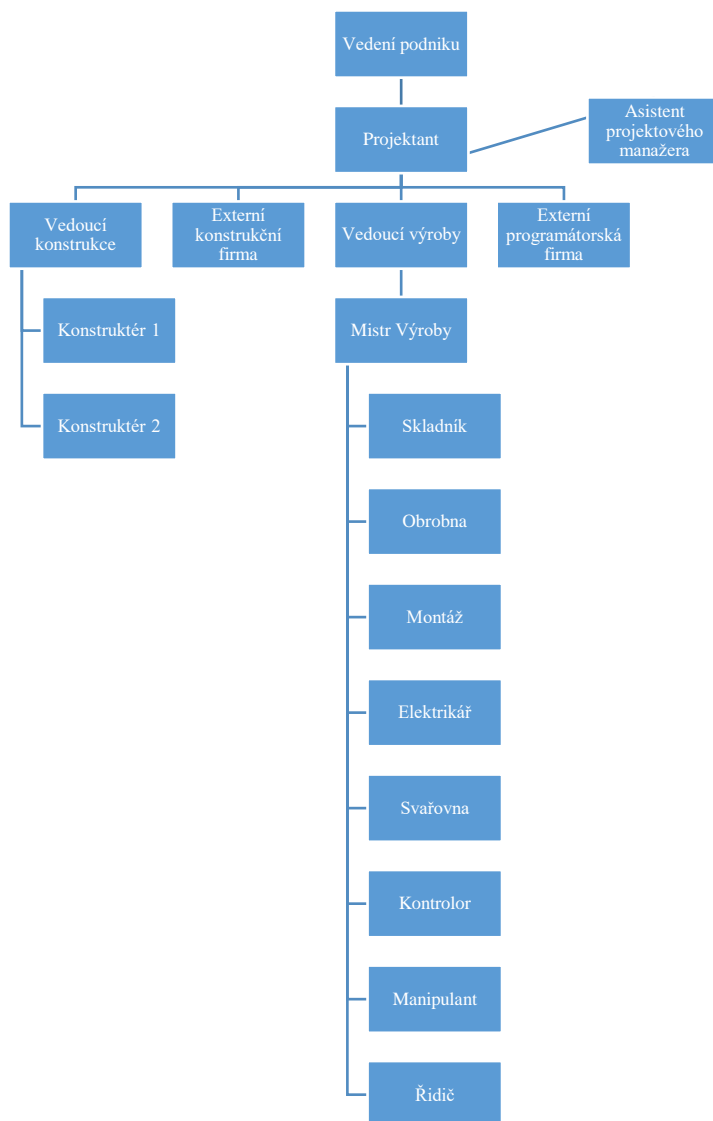 Vedení podniku
Projektant
Asistent
projektového
manažera
Vedoucí
konstrukce
Externí
konstrukční
firma
Vedoucí výroby
Externí
programátorská
firma
Konstruktér 1
Mistr Výroby
Konstruktér 2
Skladník
Obrobna
Montáž
Elektrikář
Svařovna
Kontrolor
Manipulant
Řidič